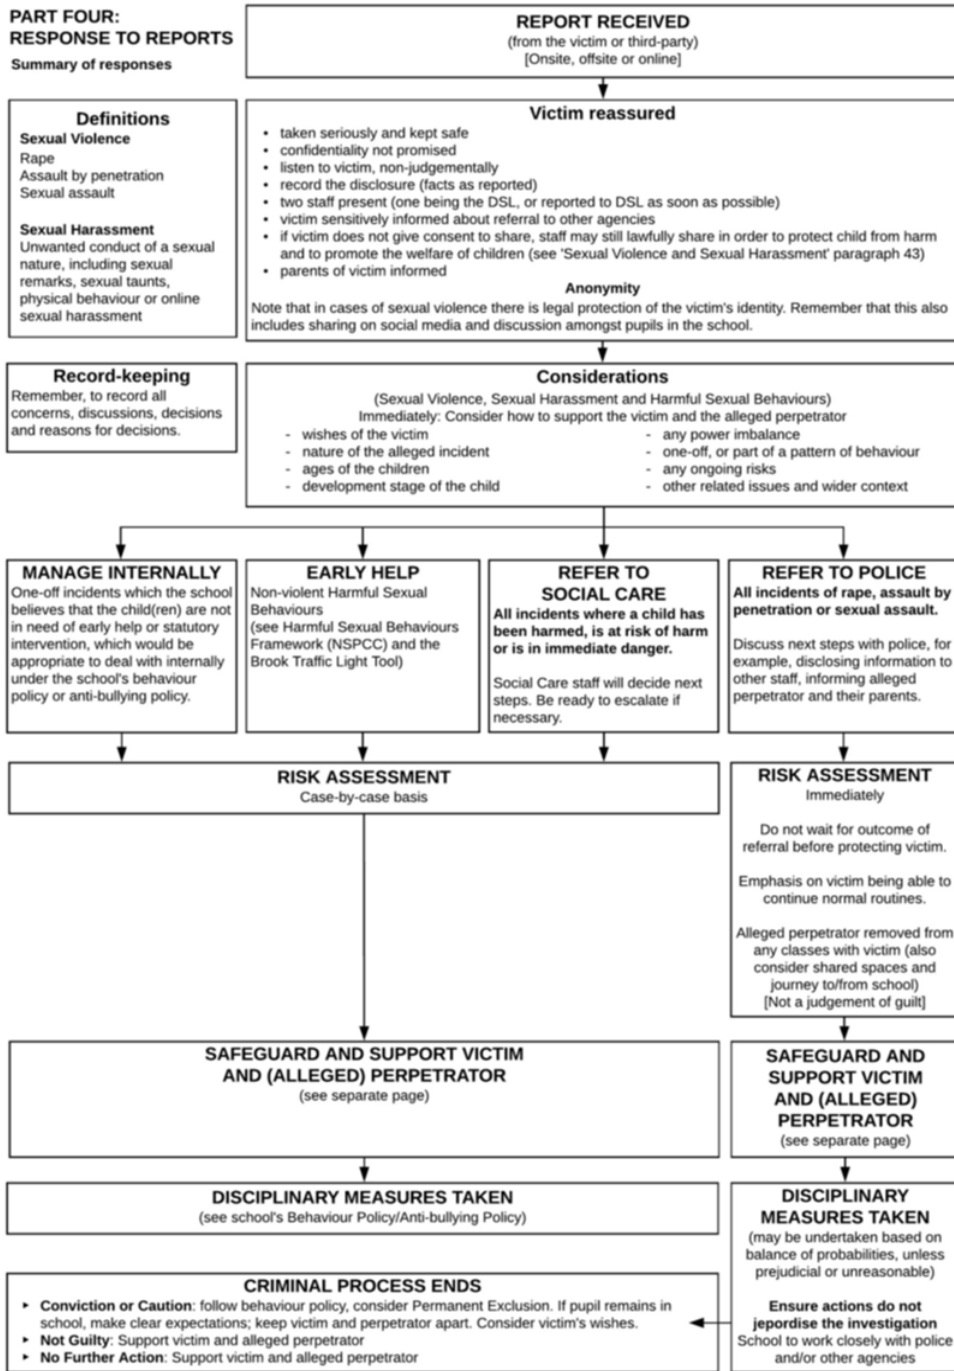 PART FOUR:
RESPONSE TO REPORTS
Summary of responses
REPORT RECEIVED
(from the victim or third-party)
[Onsite, offsite or online]
Definitions
Sexual Violence
Rape
Assault by penetration
Sexual assault
Sexual Harassment
Unwanted conduct of a sexual
nature, including sexual
remarks, sexual taunts,
physical behaviour or online
sexual harassment
Victim reassured
• taken seriously and kept safe
• confidentiality not promised
• listen to victim, non-judgementally
• record the disclosure (facts as reported)
• two staff present (one being the DSL, or reported to DSL as soon as possible)
• victim sensitively informed about referral to other agencies
• if victim does not give consent to share, staff may still lawfully share in order to protect child from harm
and to promote the welfare of children (see 'Sexual Violence and Sexual Harassment' paragraph 43)
• parents of victim informed
Anonymity
Note that in cases of sexual violence there is legal protection of the victim's identity. Remember that this also
includes sharing on social media and discussion amongst pupils in the school.
Record-keeping
Remember, to record all
concerns, discussions, decisions
and reasons for decisions.
Considerations
(Sexual Violence, Sexual Harassment and Harmful Sexual Behaviours)
Immediately: Consider how to support the victim and the alleged perpetrator
- wishes of the victim
- nature of the alleged incident
- ages of the children
- development stage of the child
- any power imbalance
- one-off, or part of a pattern of behaviour
- any ongoing risks
- other related issues and wider context
MANAGE INTERNALLY
One-off incidents which the school
believes that the child(ren) are not
in need of early help or statutory
intervention, which would be
appropriate to deal with internally
under the school's behaviour
policy or anti-bullying policy.
EARLY HELP
Non-violent Harmful Sexual
Behaviours
(see Harmful Sexual Behaviours
Framework (NSPCC) and the
Brook Traffic Light Tool)
REFER TO
SOCIAL CARE
All incidents where a child has
been harmed, is at risk of harm
or is in immediate danger.
Social Care staff will decide next
steps. Be ready to escalate if
necessary.
REFER TO POLICE
All incidents of rape, assault by
penetration or sexual assault.
Discuss next steps with police, for
example, disclosing information to
other staff, informing alleged
perpetrator and their parents.
RISK ASSESSMENT
Case-by-case basis
RISK ASSESSMENT
Immediately
Do not wait for outcome of
referral before protecting victim.
Emphasis on victim being able to
continue normal routines.
Alleged perpetrator removed from
any classes with victim (also
consider shared spaces and
journey to/from school)
[Not a judgement of guilt]
SAFEGUARD AND SUPPORT VICTIM
AND (ALLEGED) PERPETRATOR
(see separate page)
SAFEGUARD AND
SUPPORT VICTIM
AND (ALLEGED)
PERPETRATOR
(see separate page)
DISCIPLINARY MEASURES TAKEN
(see school's Behaviour Policy/Anti-bullying Policy)
DISCIPLINARY
MEASURES TAKEN
(may be undertaken based on
balance of probabilities, unless
prejudicial or unreasonable)
Ensure actions do not
jepordise the investigation
School to work closely with police
and/or other agencies
CRIMINAL PROCESS ENDS
‣ Conviction or Caution: follow behaviour policy, consider Permanent Exclusion. If pupil remains in
school, make clear expectations; keep victim and perpetrator apart. Consider victim's wishes.
‣ Not Guilty: Support victim and alleged perpetrator
‣ No Further Action: Support victim and alleged perpetrator